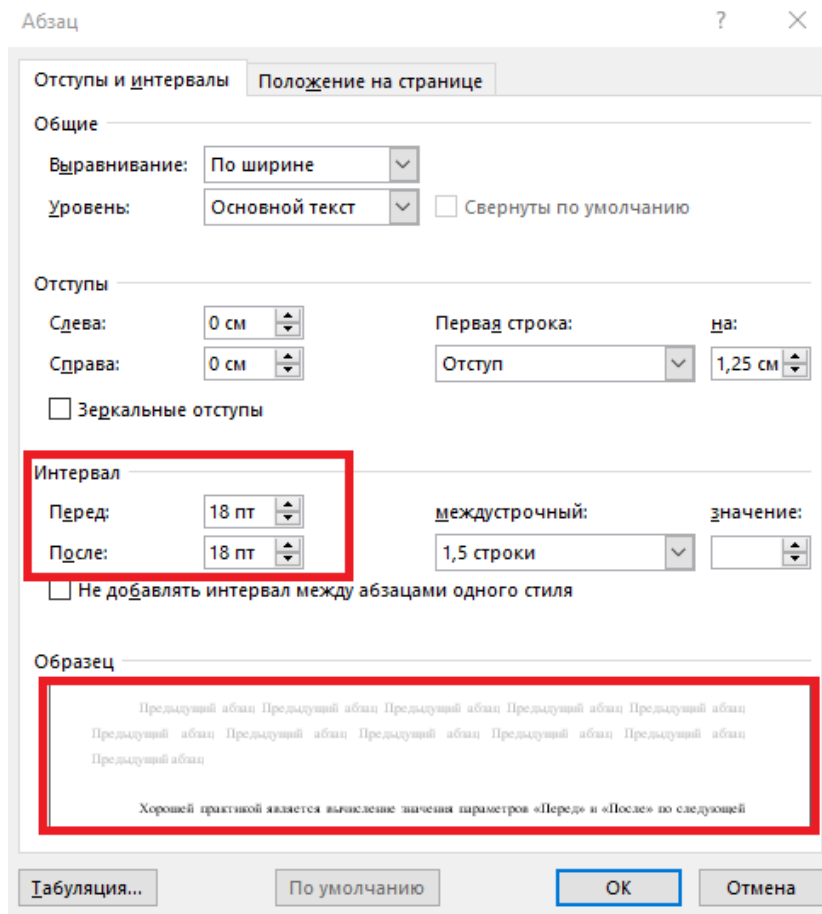 Абзац ?
Отступы и интервалы Положение на странице
Общие
Выравнивание: По ширине
Уровень: Основной текст Свернуты по умолчанию
Отступы
Слева: 0 см Первая строка: на:
Справа: 0 см Отступ 1,25 см
Зеркальные отступы
Интервал
Перед: 18 пт междустрочный: значение:
После: 18 пт 1,5 строки
Не добавлять интервал между абзацами одного стиля
Образец
Предыдущий абзац Предыдущий абзац Предыдущий абзац Предыдущий абзац Предыдущий абзац
Предыдущий абзац Предыдущий абзац Предыдущий абзац Предыдущий абзац Предыдущий абзац
Предыдущий абзац
Хорошей практикой является вычисление значения параметров «Перед» и «После» по следующей
Табуляция... По умолчанию ОК Отмена